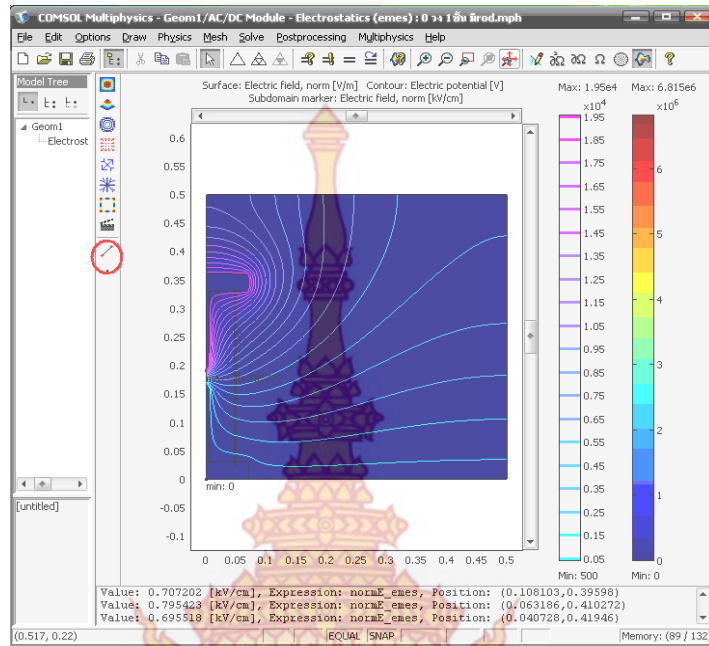 COMSOL Multiphysics - Geom1/AC/DC Module - Electrostatics (emes) : 0 วง 1 ชั้น มีrod.mph
File Edit Options Draw Physics Mesh Solve Postprocessing Multiphysics Help
Model Tree
Geom1
Electrost
[untitled]
Surface: Electric field, norm [V/m] Contour: Electric potential [V]
Subdomain marker: Electric field, norm [kV/cm]
Max: 1.95e4 Max: 6.815e6
×10^4 ×10^6
0.6
0.55
0.5
0.45
0.4
0.35
0.3
0.25
0.2
0.15
0.1
0.05
0
-0.05
-0.1
min: 0
0 0.05 0.1 0.15 0.2 0.25 0.3 0.35 0.4 0.45 0.5
1.95
1.85
1.75
1.65
1.55
1.45
1.35
1.25
1.15
1.05
0.95
0.85
0.75
0.65
0.55
0.45
0.35
0.25
0.15
0.05
Min: 500
6
5
4
3
2
1
0
Min: 0
Value: 0.707202 [kV/cm], Expression: normE_emes, Position: (0.108103,0.39598)
Value: 0.795423 [kV/cm], Expression: normE_emes, Position: (0.063186,0.410272)
Value: 0.695518 [kV/cm], Expression: normE_emes, Position: (0.040728,0.41946)
(0.517, 0.22) EQUAL SNAP Memory: (89 / 132)